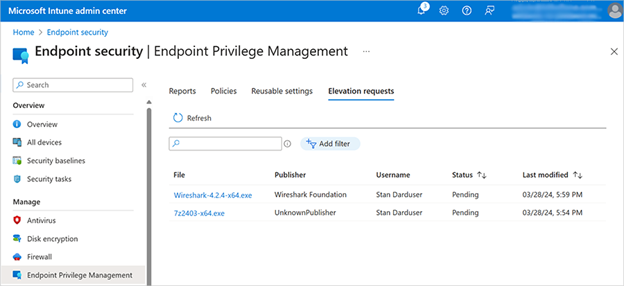 Microsoft Intune admin center
Home > Endpoint security >
Endpoint security | Endpoint Privilege Management ...
Search
Overview
Overview
All devices
Security baselines
Security tasks
Manage
Antivirus
Disk encryption
Firewall
Endpoint Privilege Management
Reports Policies Reusable settings Elevation requests
Refresh
Add filter
File Publisher Username Status Last modified
Wireshark-4.2.4-x64.exe Wireshark Foundation Stan Darduser Pending 03/28/24, 5:59 PM
7z2403-x64.exe UnknownPublisher Stan Darduser Pending 03/28/24, 5:54 PM